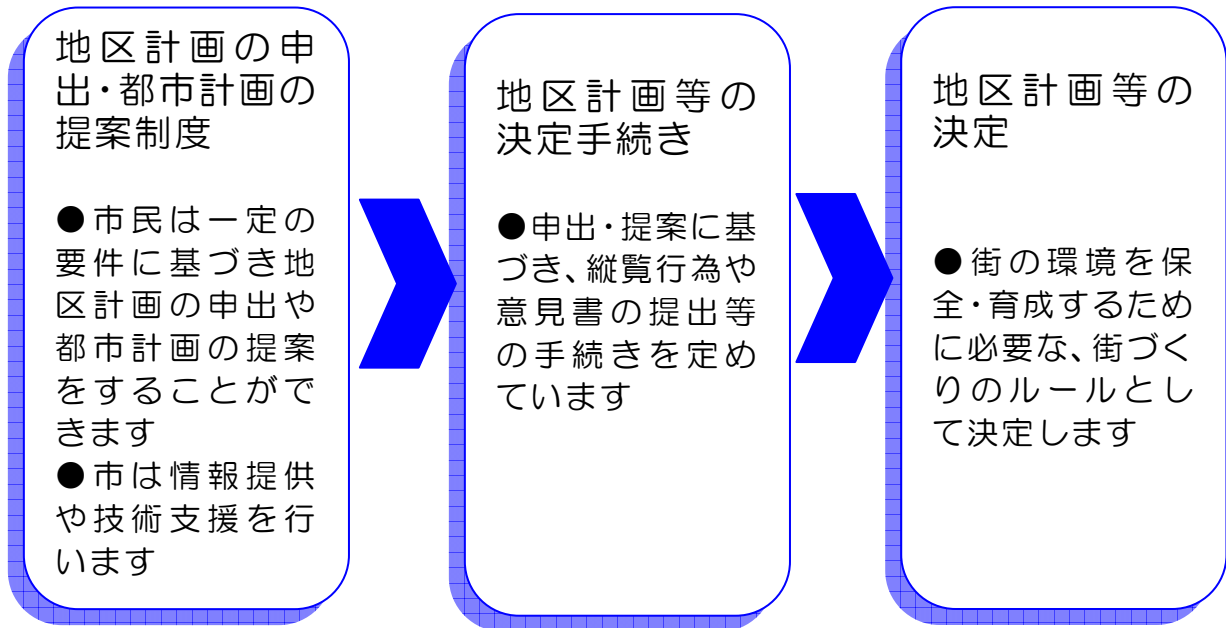 地区計画の申
出・都市計画の
提案制度
●市民は一定の
要件に基づき地
区計画の申出や
都市計画の提案
をすることがで
きます
●市は情報提供
や技術支援を行
います
地区計画等の
決定手続き
●申出・提案に基
づき、縦覧行為や
意見書の提出等
の手続きを定め
ています
地区計画等の
決定
●街の環境を保
全・育成するため
に必要な、街づく
りのルールとし
て決定します